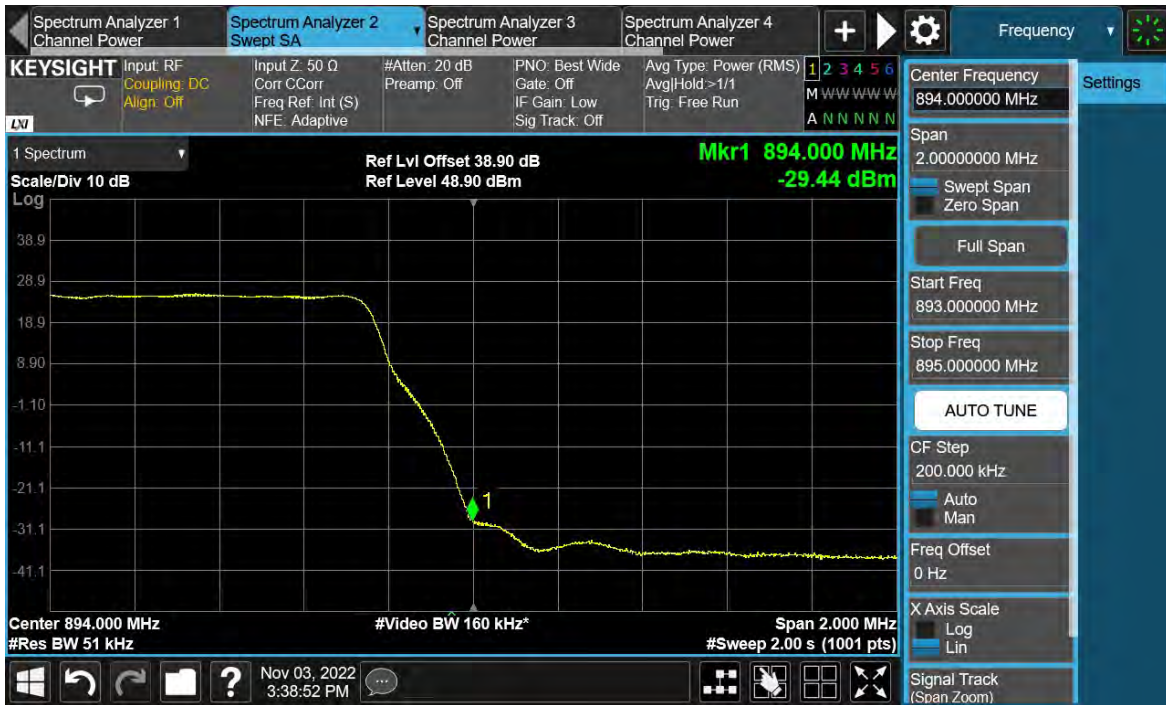 Spectrum Analyzer 1
Channel Power
Spectrum Analyzer 2
Swept SA
Spectrum Analyzer 3
Channel Power
Spectrum Analyzer 4
Channel Power
+
Frequency
KEYSIGHT
LXI
Input: RF
Coupling: DC
Align: Off
Input Z: 50 Ω
Corr CCorr
Freq Ref: Int (S)
NFE: Adaptive
#Atten: 20 dB
Preamp: Off
PNO: Best Wide
Gate: Off
IF Gain: Low
Sig Track: Off
Avg Type: Power (RMS)
Avg|Hold:>1/1
Trig: Free Run
1 2 3 4 5 6
M W W W W W
A N N N N N
1 Spectrum
Scale/Div 10 dB
Log
Ref Lvl Offset 38.90 dB
Ref Level 48.90 dBm
Mkr1 894.000 MHz
-29.44 dBm
38.9
28.9
18.9
8.90
-1.10
-11.1
-21.1
-31.1
-41.1
1
Center 894.000 MHz
#Video BW 160 kHz*
Span 2.000 MHz
#Res BW 51 kHz
#Sweep 2.00 s (1001 pts)
?
Nov 03, 2022
3:38:52 PM
Center Frequency
894.000000 MHz
Span
2.00000000 MHz
Swept Span
Zero Span
Full Span
Start Freq
893.000000 MHz
Stop Freq
895.000000 MHz
AUTO TUNE
CF Step
200.000 kHz
Auto
Man
Freq Offset
0 Hz
X Axis Scale
Log
Lin
Signal Track
(Span Zoom)
Settings